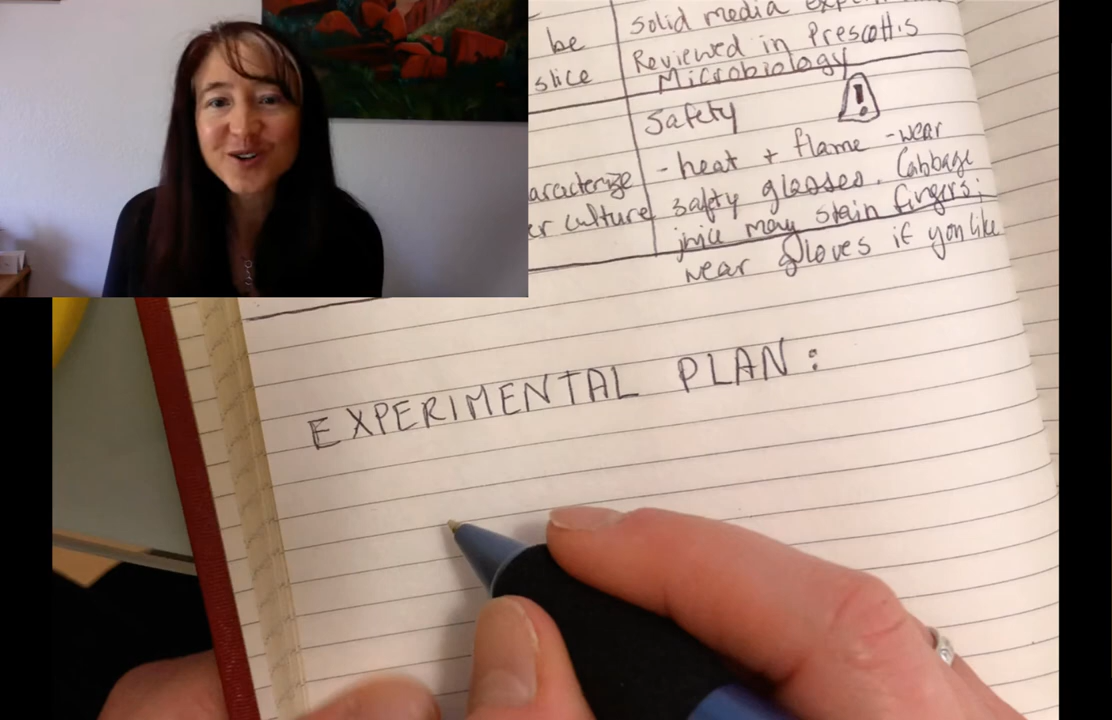 be
slice
solid media
Reviewed in Prescott's
Microbiology
aracterize
er culture
Safety
!
- heat + flame - wear
safety glasses. Cabbage
juice may stain fingers;
wear gloves if you like
EXPERIMENTAL PLAN: